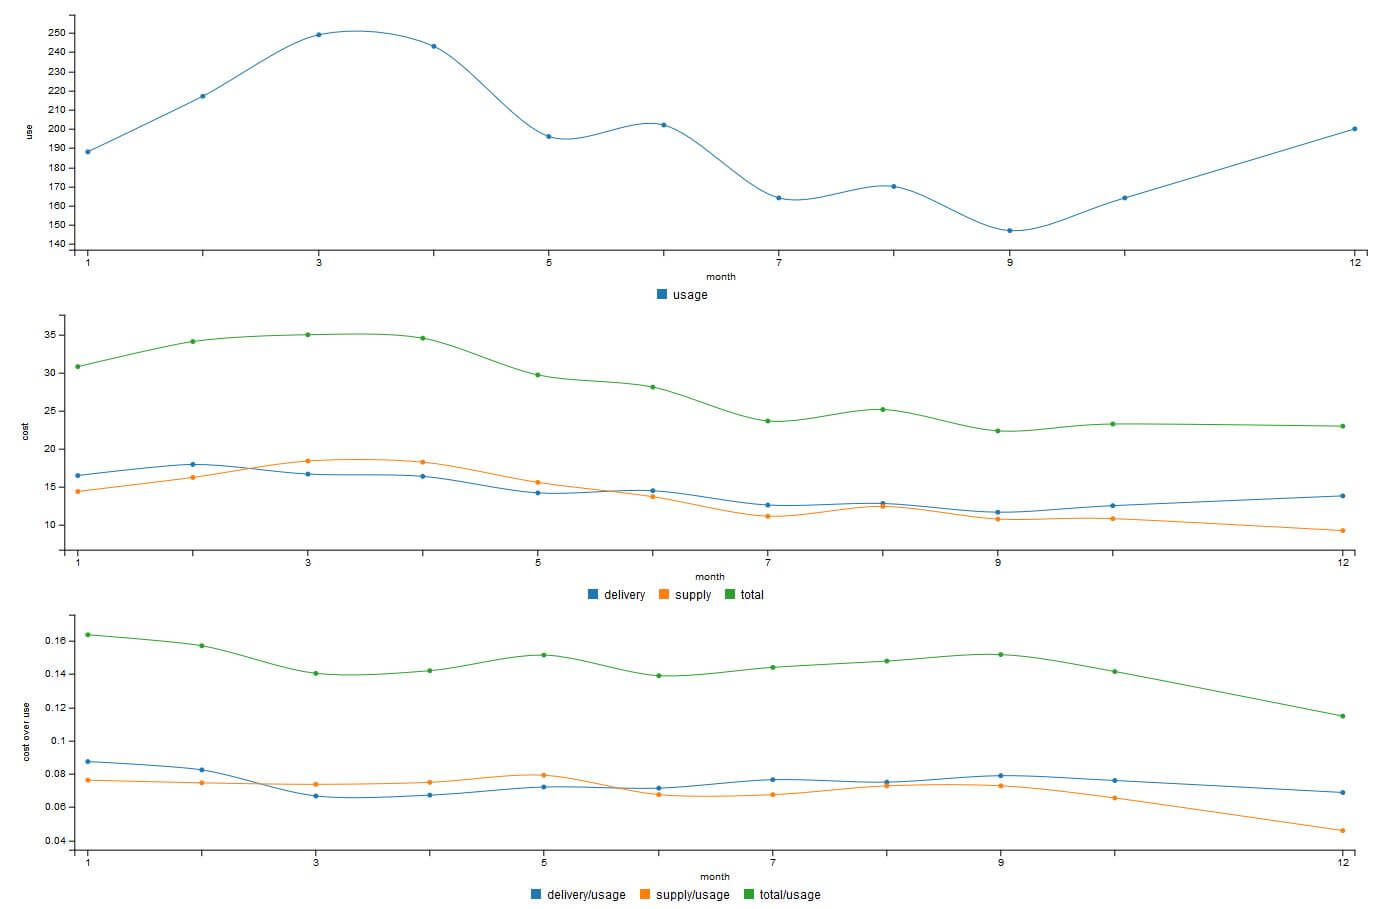 250
240
230
220
210
200
190
180
170
160
150
140
use
1 3 5 7 9 12
month
usage
35
30
25
20
15
10
cost
1 3 5 7 9 12
month
delivery supply total
0.16
0.14
0.12
0.1
0.08
0.06
0.04
cost over use
1 3 5 7 9 12
month
delivery/usage supply/usage total/usage